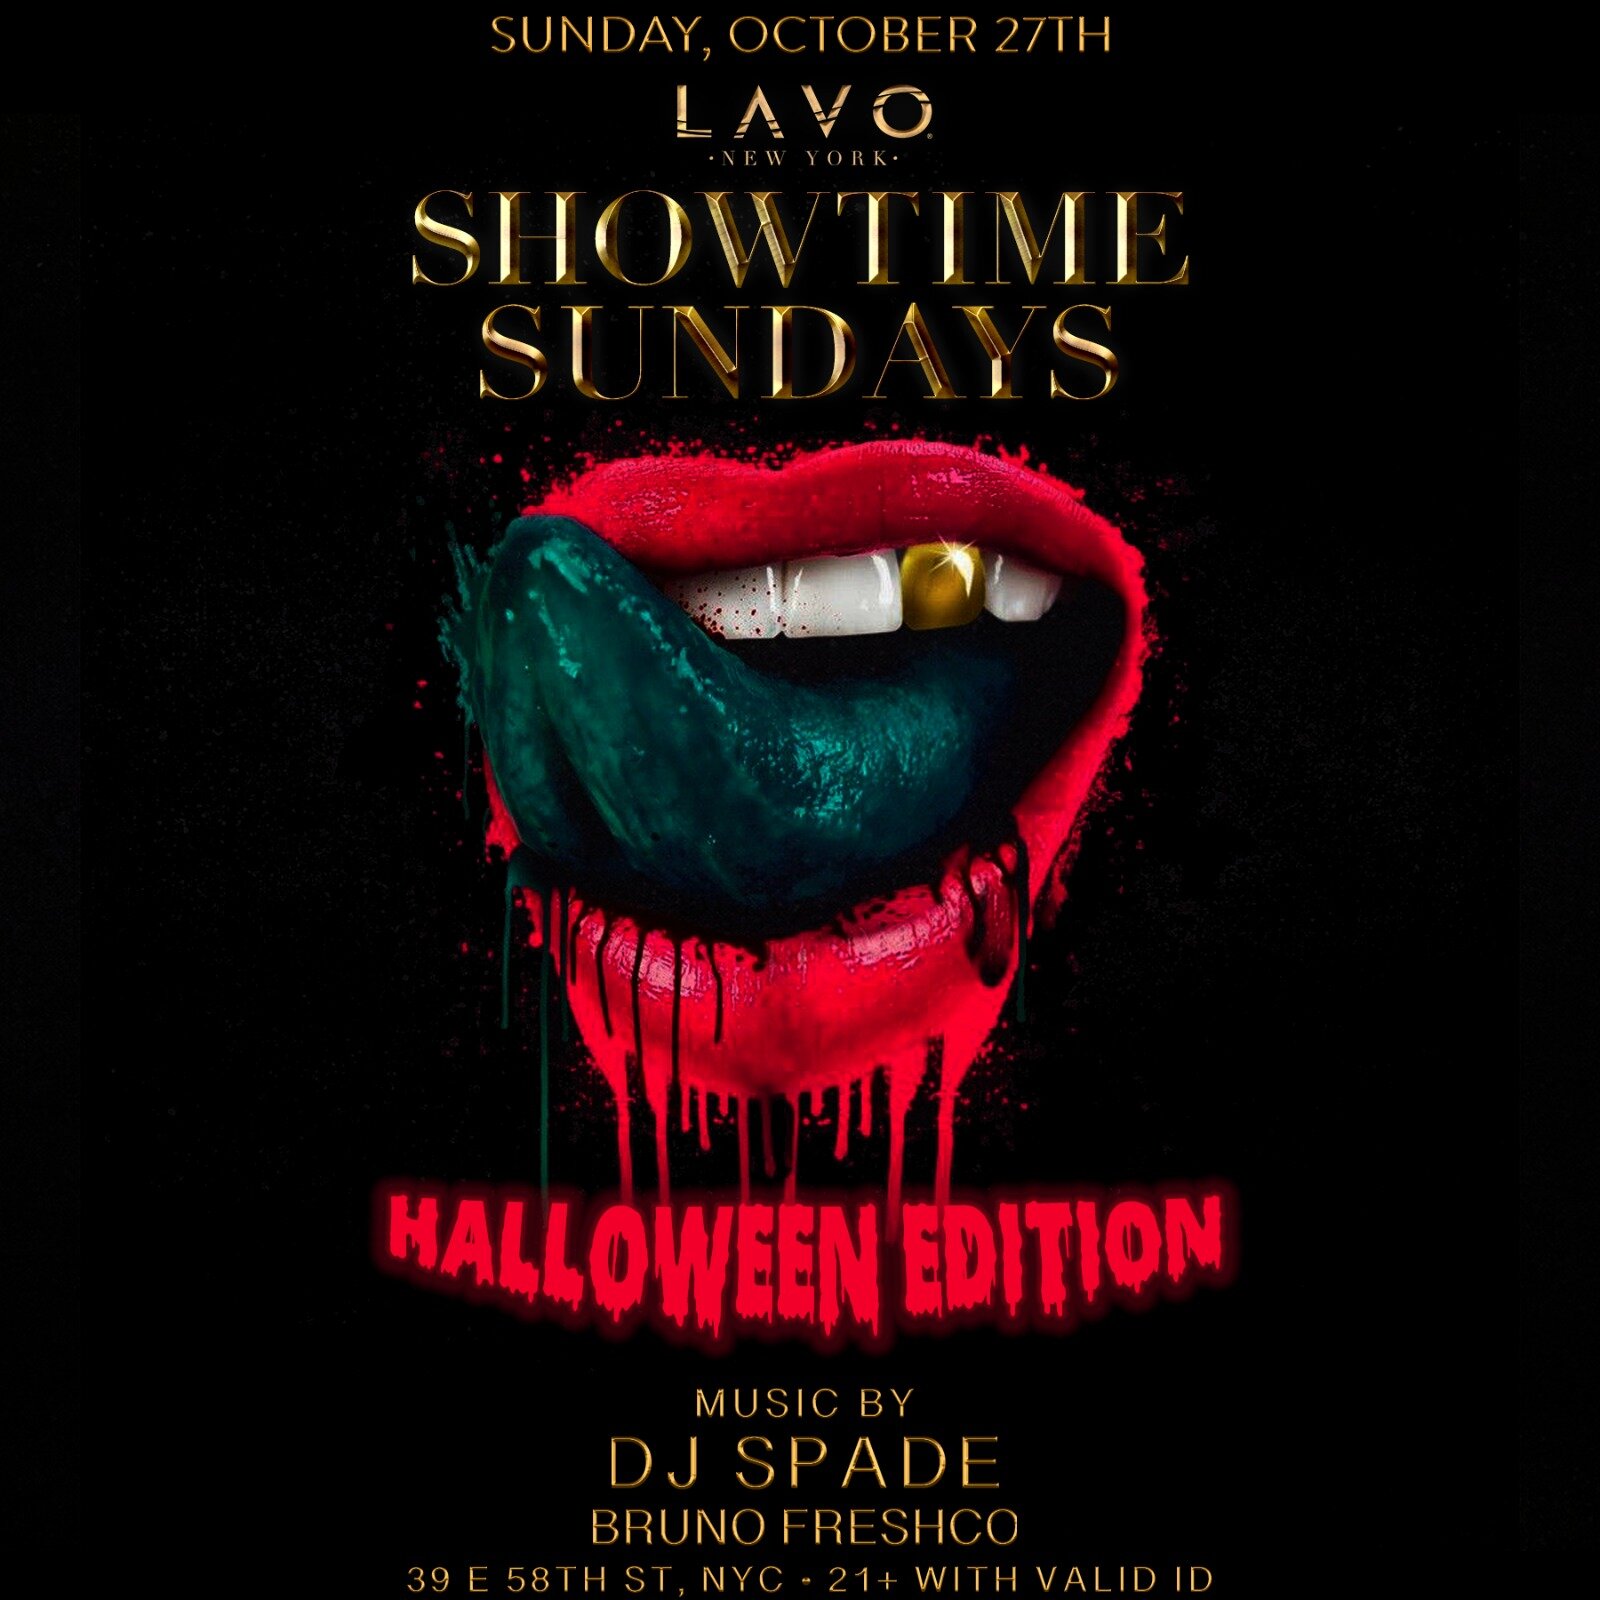 SUNDAY, OCTOBER 27TH
LAVO
·NEW YORK·
SHOWTIME
SUNDAYS
HALLOWEEN EDITION
MUSIC BY
DJ SPADE
BRUNO FRESHCO
39 E 58TH ST, NYC · 21+ WITH VALID ID